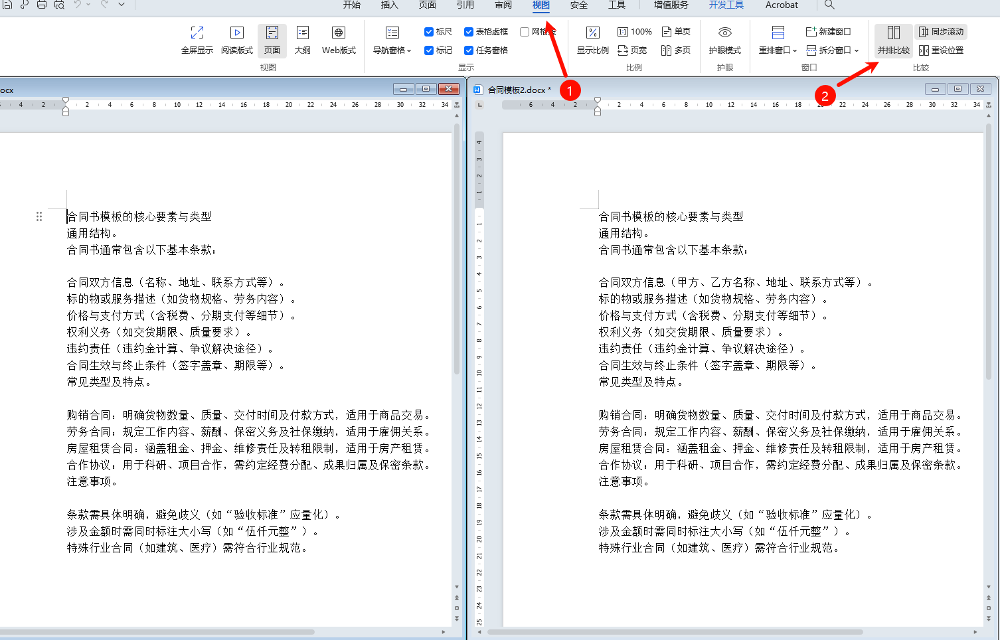 开始 插入 页面 引用 审阅 视图 安全 工具 增值服务 开发工具 Acrobat
全屏显示 阅读版式 页面 大纲 Web版式
视图
导航窗格 标尺 表格虚框
标记 任务窗格
显示
显示比例 1:1 100% 单页
页宽 多页
比例
护眼模式
护眼
重排窗口 新建窗口
拆分窗口
窗口
并排比较 同步滚动
重设位置
比较
1
2
ocx
合同模板2.docx *
4 2 2 4 6 8 10 12 14 16 18 20 22 24 26 28 30 32 34
6 4 2 2 4 6 8 10 12 14 16 18 20 22 24 26 28 30 32 34
合同书模板的核心要素与类型
通用结构。
合同书通常包含以下基本条款：
合同双方信息（名称、地址、联系方式等）。
标的物或服务描述（如货物规格、劳务内容）。
价格与支付方式（含税费、分期支付等细节）。
权利义务（如交货期限、质量要求）。
违约责任（违约金计算、争议解决途径）。
合同生效与终止条件（签字盖章、期限等）。
常见类型及特点。
购销合同：明确货物数量、质量、交付时间及付款方式，适用于商品交易。
劳务合同：规定工作内容、薪酬、保密义务及社保缴纳，适用于雇佣关系。
房屋租赁合同：涵盖租金、押金、维修责任及转租限制，适用于房产租赁。
合作协议：用于科研、项目合作，需约定经费分配、成果归属及保密条款。
注意事项。
条款需具体明确，避免歧义（如“验收标准”应量化）。
涉及金额时需同时标注大小写（如“伍仟元整”）。
特殊行业合同（如建筑、医疗）需符合行业规范。
4
3
2
1
1
2
3
4
5
6
7
8
9
10
11
12
13
14
15
16
17
18
19
20
21
22
23
24
25
合同书模板的核心要素与类型
通用结构。
合同书通常包含以下基本条款：
合同双方信息（甲方、乙方名称、地址、联系方式等）。
标的物或服务描述（如货物规格、劳务内容）。
价格与支付方式（含税费、分期支付等细节）。
权利义务（如交货期限、质量要求）。
违约责任（违约金计算、争议解决途径）。
合同生效与终止条件（签字盖章、期限等）。
常见类型及特点。
购销合同：明确货物数量、质量、交付时间及付款方式，适用于商品交易。
劳务合同：规定工作内容、薪酬、保密义务及社保缴纳，适用于雇佣关系。
房屋租赁合同：涵盖租金、押金、维修责任及转租限制，适用于房产租赁。
合作协议：用于科研、项目合作，需约定经费分配、成果归属及保密条款。
注意事项。
条款需具体明确，避免歧义（如“验收标准”应量化）。
涉及金额时需同时标注大小写（如“伍仟元整”）。
特殊行业合同（如建筑、医疗）需符合行业规范。